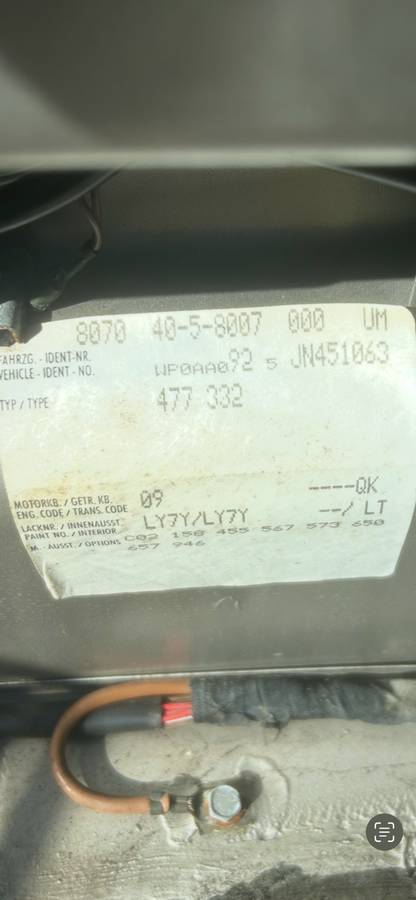 8070 40-5-8007 000 UM
FAHRZG. - IDENT-NR.
VEHICLE - IDENT - NO. WP0AA092 5 JN451063
TYP / TYPE 477 332
MOTORKB. / GETR. KB.
ENG. CODE / TRANS. CODE 09 ----QK
LACKNR. / INNENAUSST.
PAINT NO. / INTERIOR LY7Y/LY7Y --/ LT
M. - AUSST. / OPTIONS C02 158 455 567 573 650
657 946